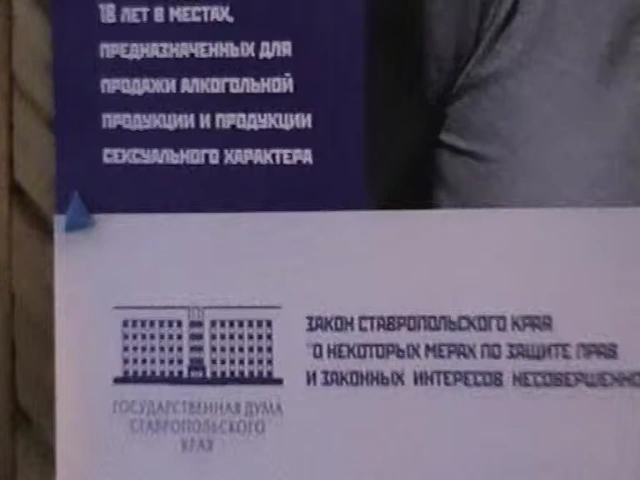 18 ЛЕТ В МЕСТАХ,
ПРЕДНАЗНАЧЕННЫХ ДЛЯ
ПРОДАЖИ АЛКОГОЛЬНОЙ
ПРОДУКЦИИ И ПРОДУКЦИИ
СЕКСУАЛЬНОГО ХАРАКТЕРА
ЗАКОН СТАВРОПОЛЬСКОГО КРАЯ
"О НЕКОТОРЫХ МЕРАХ ПО ЗАЩИТЕ ПРАВ
И ЗАКОННЫХ ИНТЕРЕСОВ НЕСОВЕРШЕННО
ГОСУДАРСТВЕННАЯ ДУМА
СТАВРОПОЛЬСКОГО
КРАЯ